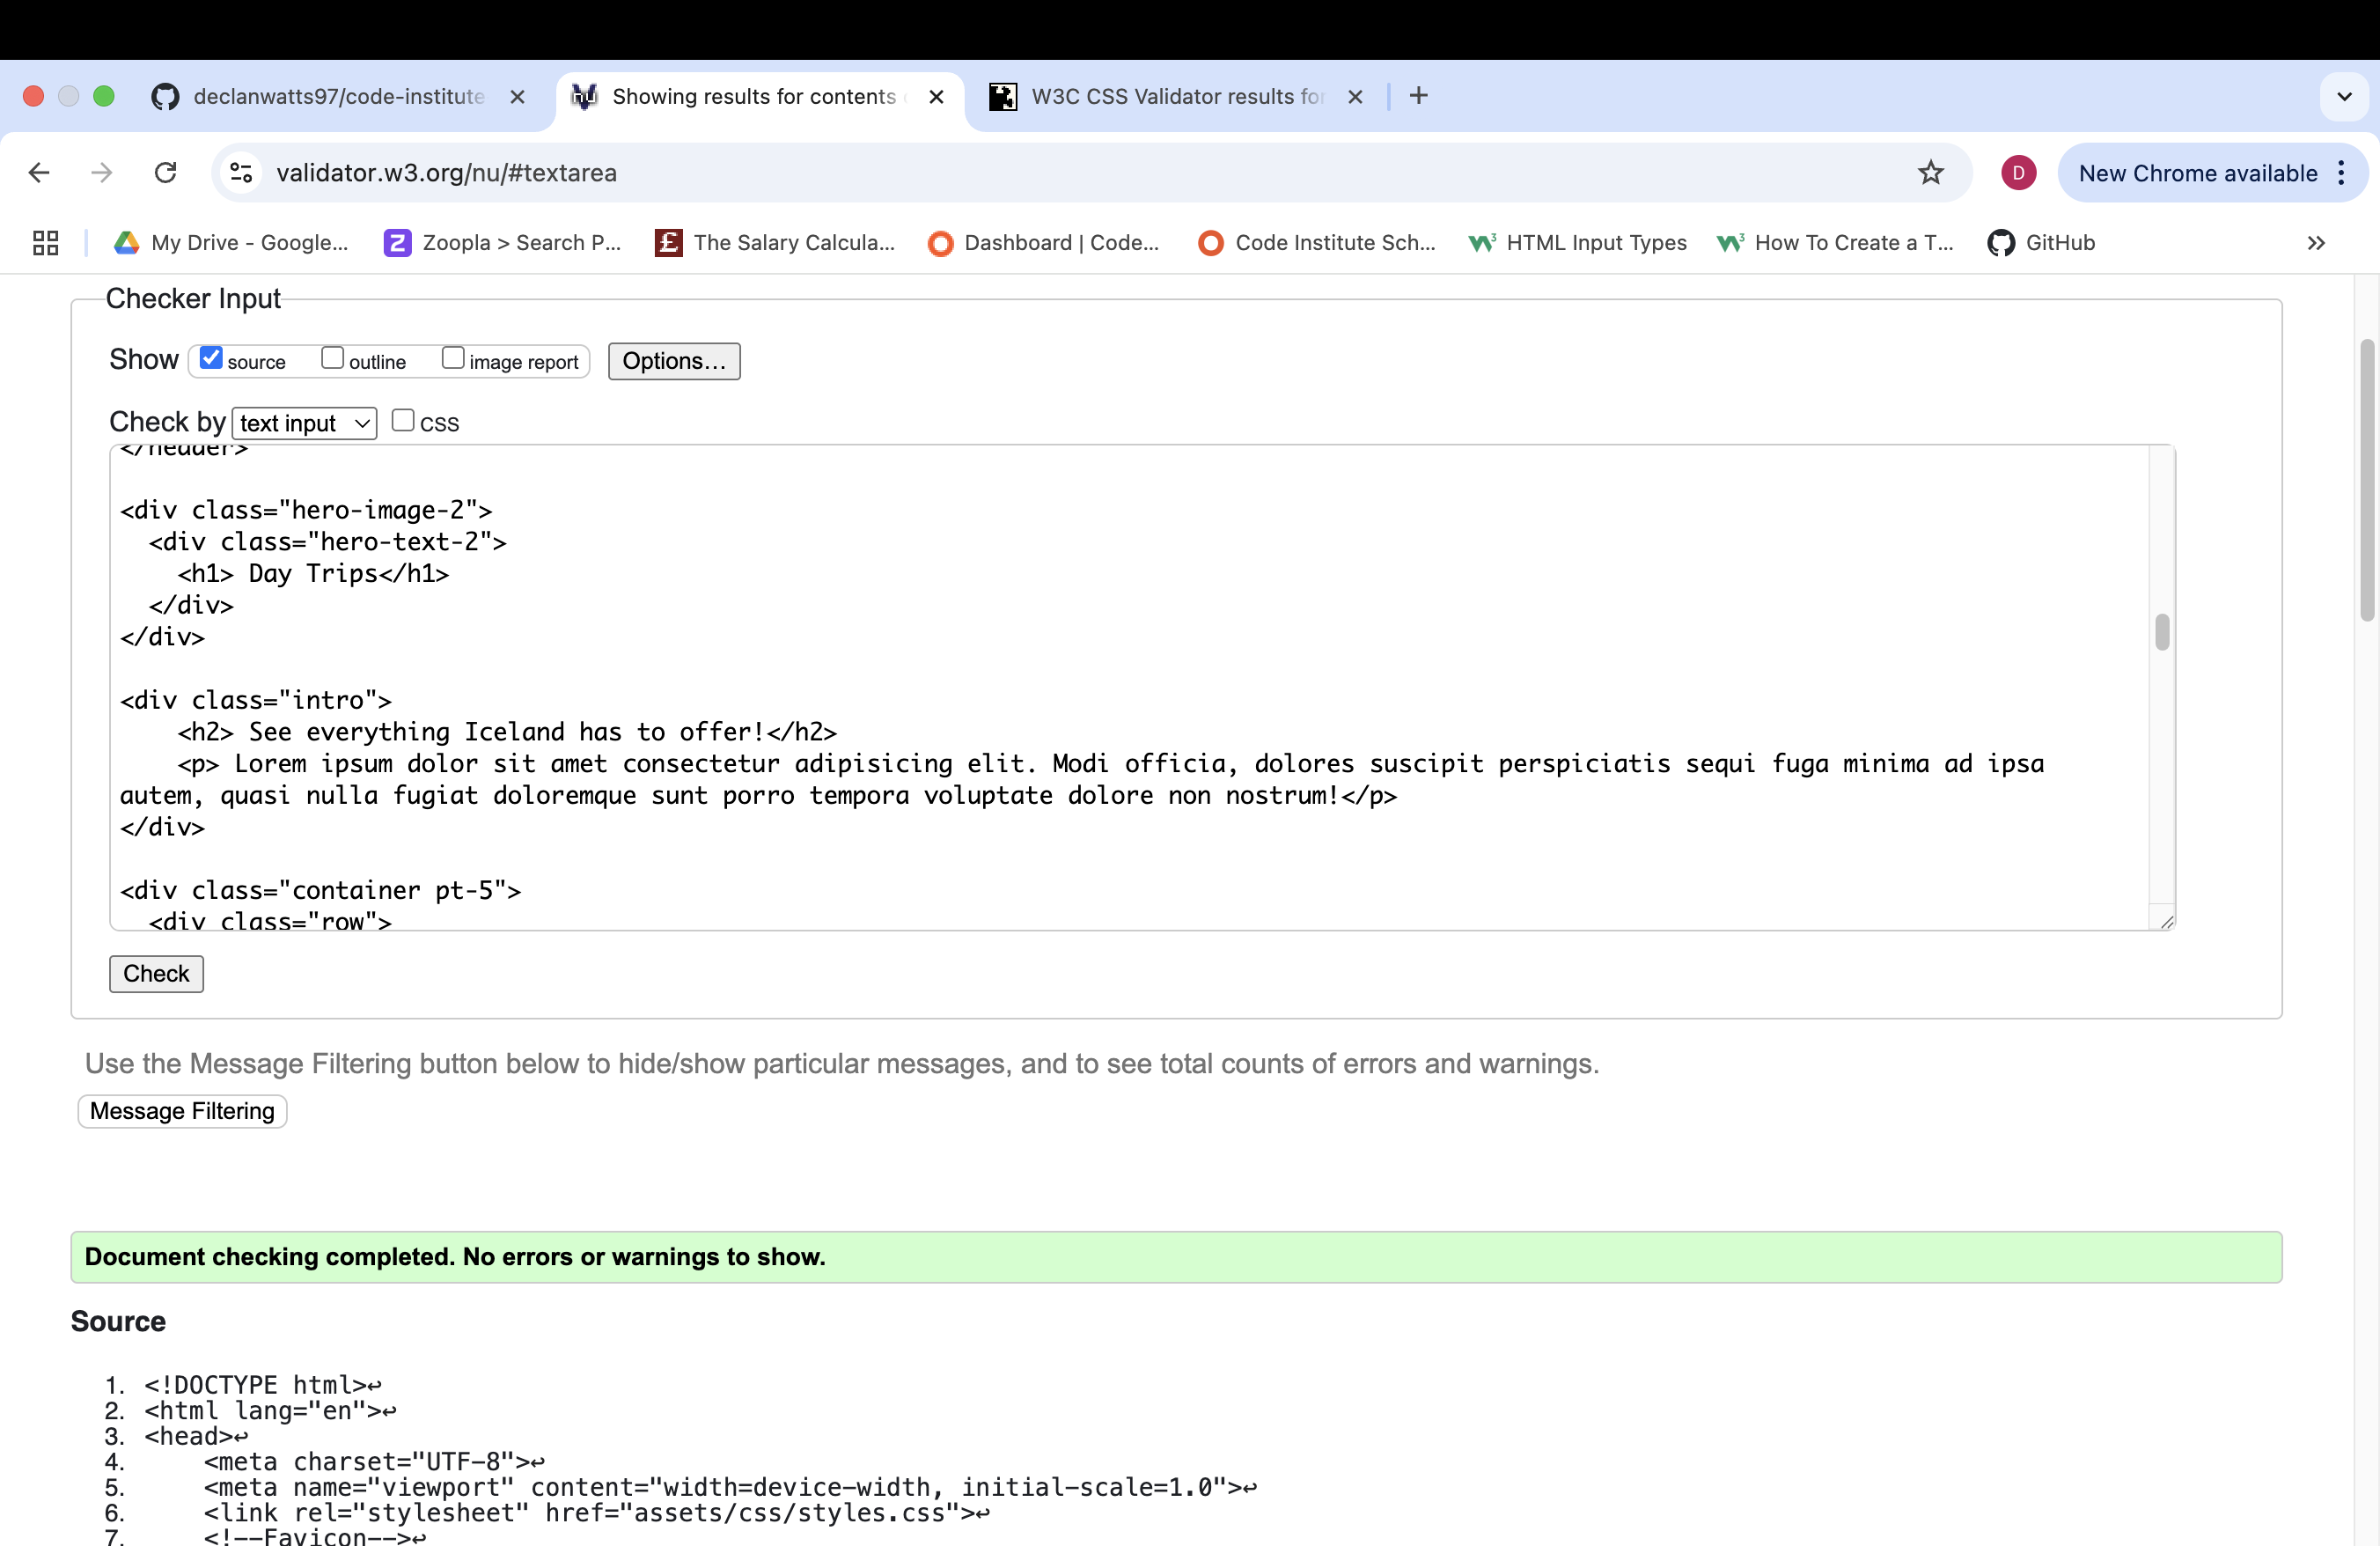 declanwatts97/code-institute
Showing results for contents
W3C CSS Validator results for
validator.w3.org/nu/#textarea
D
New Chrome available
My Drive - Google...
Zoopla > Search P...
The Salary Calcula...
Dashboard | Code...
Code Institute Sch...
HTML Input Types
How To Create a T...
GitHub
Checker Input
Show source outline image report Options...
Check by text input CSS
</header>
<div class="hero-image-2">
<div class="hero-text-2">
<h1> Day Trips</h1>
</div>
</div>
<div class="intro">
<h2> See everything Iceland has to offer!</h2>
<p> Lorem ipsum dolor sit amet consectetur adipisicing elit. Modi officia, dolores suscipit perspiciatis sequi fuga minima ad ipsa
autem, quasi nulla fugiat doloremque sunt porro tempora voluptate dolore non nostrum!</p>
</div>
<div class="container pt-5">
<div class="row">
Check
Use the Message Filtering button below to hide/show particular messages, and to see total counts of errors and warnings.
Message Filtering
Document checking completed. No errors or warnings to show.
Source
1. <!DOCTYPE html>↩
2. <html lang="en">↩
3. <head>↩
4. <meta charset="UTF-8">↩
5. <meta name="viewport" content="width=device-width, initial-scale=1.0">↩
6. <link rel="stylesheet" href="assets/css/styles.css">↩
7. <!--Favicon-->↩